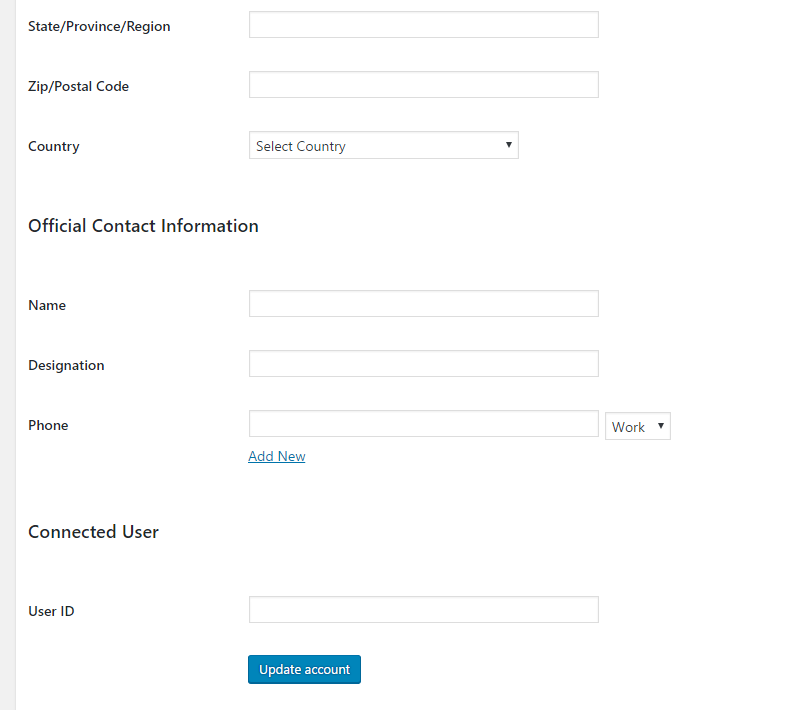 State/Province/Region
Zip/Postal Code
Country Select Country
Official Contact Information
Name
Designation
Phone Work
Add New
Connected User
User ID
Update account